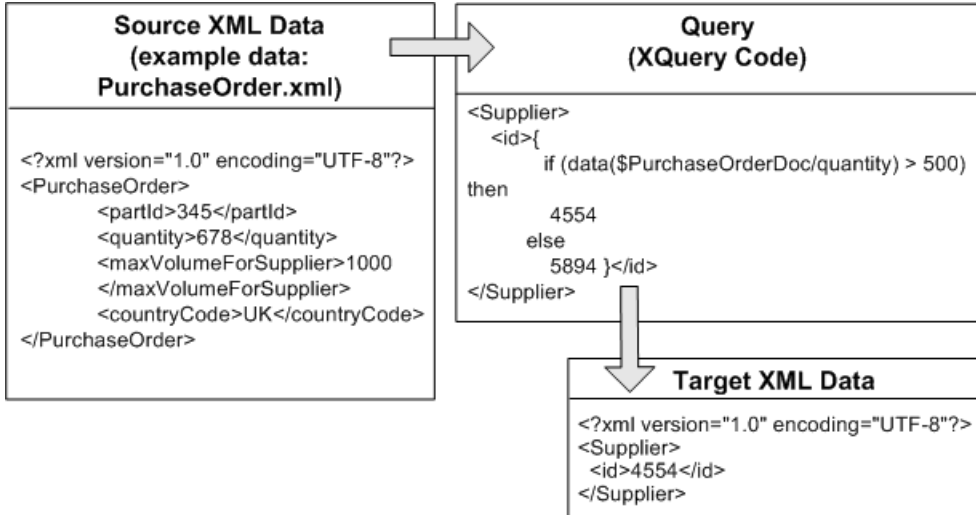 Source XML Data
(example data:
PurchaseOrder.xml)
<?xml version="1.0" encoding="UTF-8"?>
<PurchaseOrder>
<partId>345</partId>
<quantity>678</quantity>
<maxVolumeForSupplier>1000
</maxVolumeForSupplier>
<countryCode>UK</countryCode>
</PurchaseOrder>
Query
(XQuery Code)
<Supplier>
<id>{
if (data($PurchaseOrderDoc/quantity) > 500)
then
4554
else
5894 }</id>
</Supplier>
Target XML Data
<?xml version="1.0" encoding="UTF-8"?>
<Supplier>
<id>4554</id>
</Supplier>